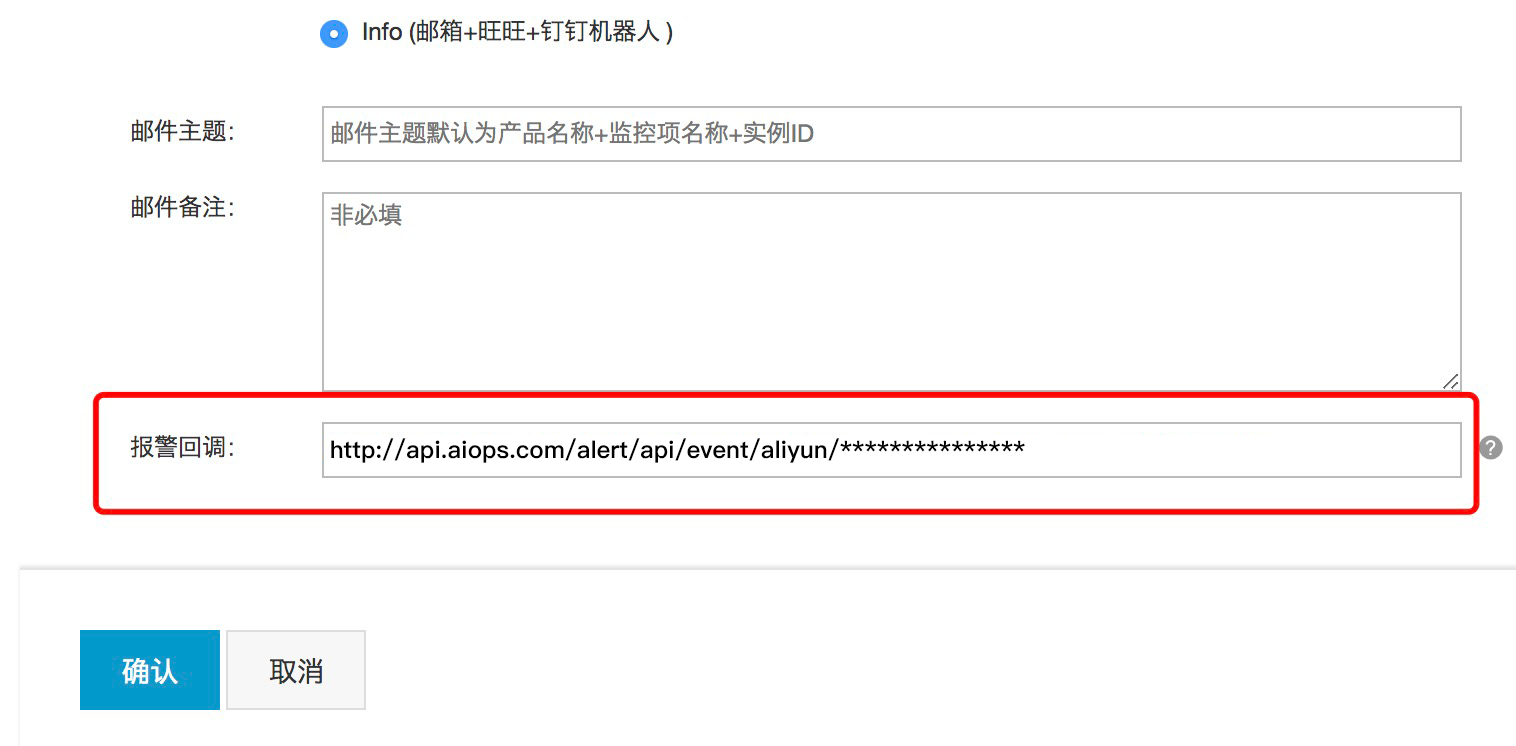 Info (邮箱+旺旺+钉钉机器人 )
邮件主题:
邮件主题默认为产品名称+监控项名称+实例ID
邮件备注:
非必填
报警回调:
http://api.aiops.com/alert/api/event/aliyun/***************
?
确认
取消